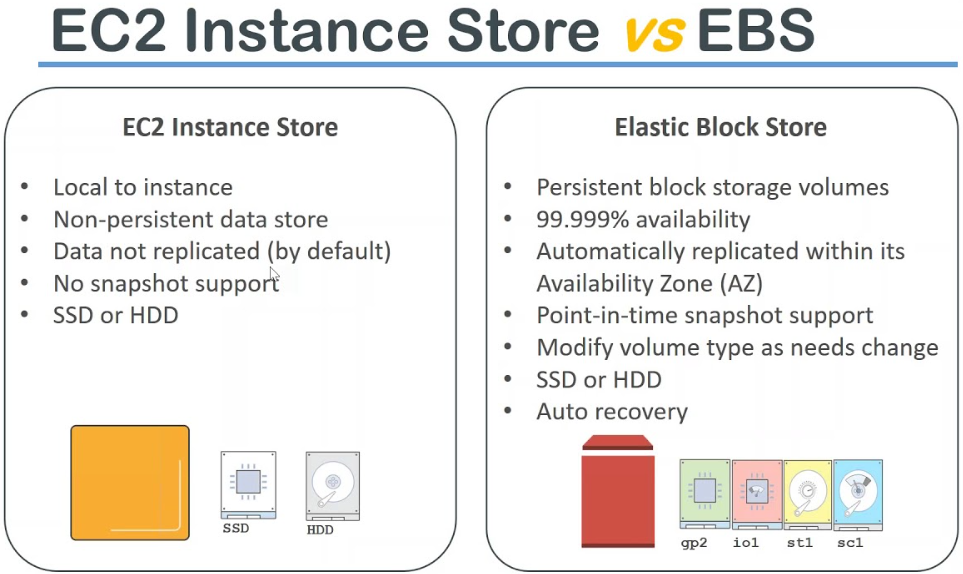 EC2 Instance Store vs EBS
EC2 Instance Store
• Local to instance
• Non-persistent data store
• Data not replicated (by default)
• No snapshot support
• SSD or HDD
SSD
HDD
Elastic Block Store
• Persistent block storage volumes
• 99.999% availability
• Automatically replicated within its
Availability Zone (AZ)
• Point-in-time snapshot support
• Modify volume type as needs change
• SSD or HDD
• Auto recovery
gp2 io1 st1 sc1